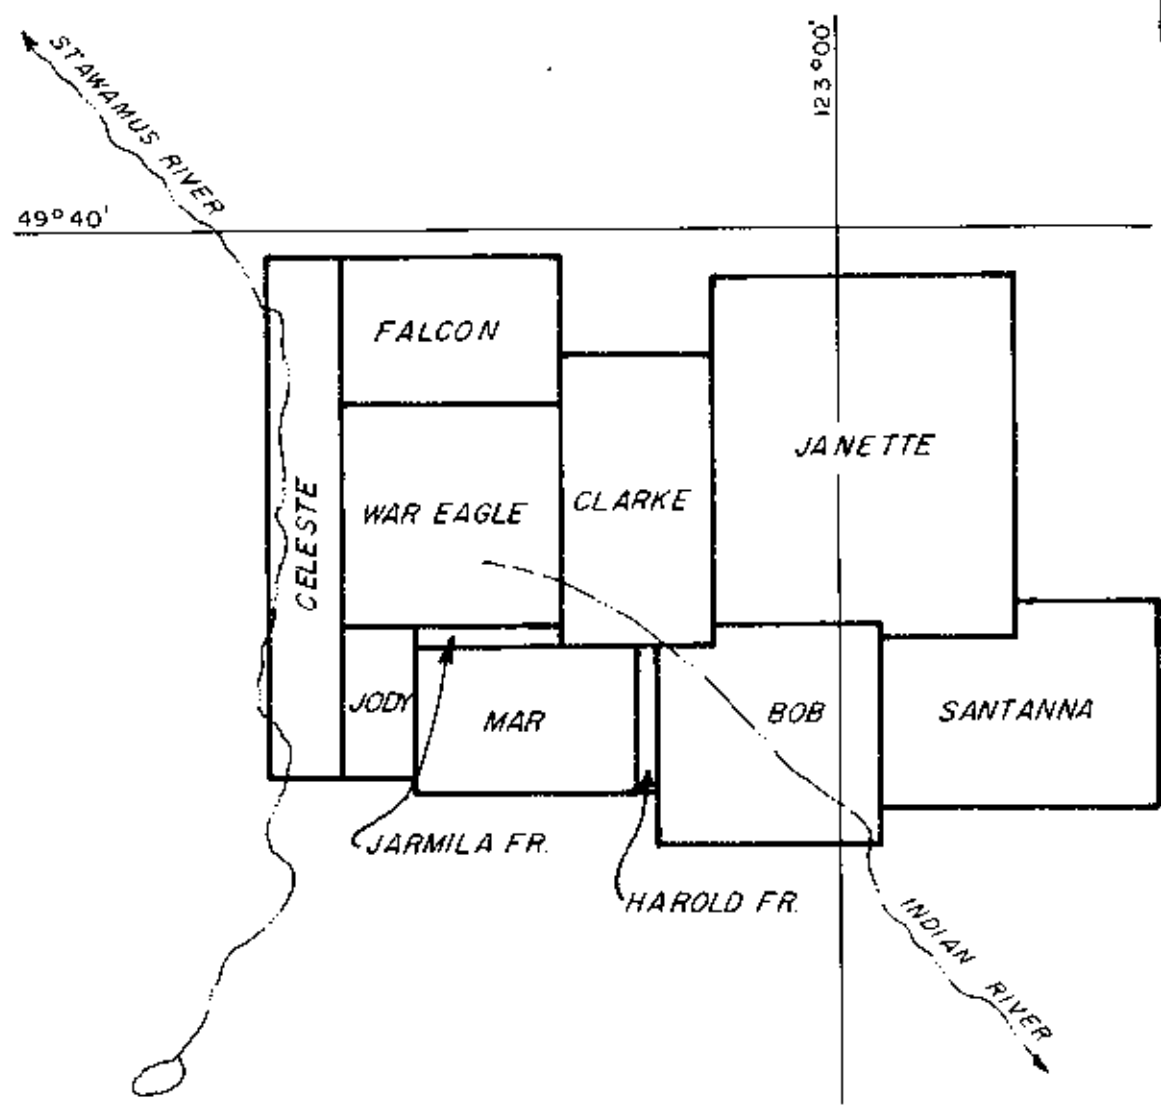 STAWAMUS RIVER
123°00'
49°40'
FALCON
JANETTE
CELESTE
WAR EAGLE
CLARKE
JODY
MAR
BOB
SANTANNA
JARMILA FR.
HAROLD FR.
INDIAN RIVER